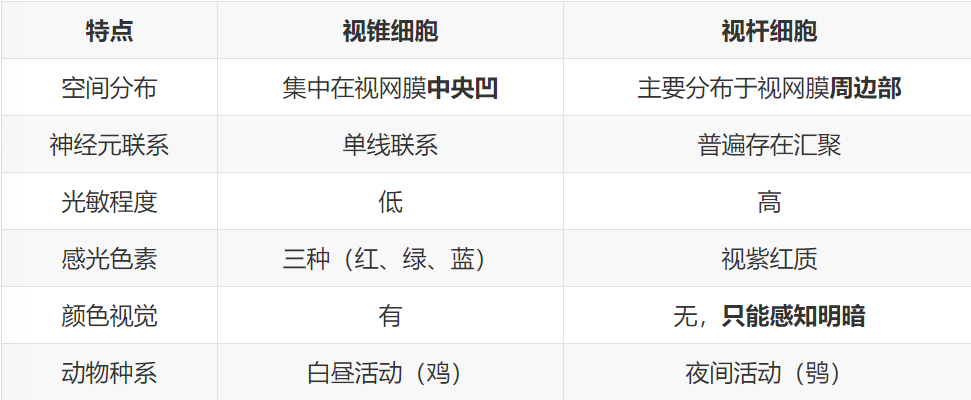 特点 视锥细胞 视杆细胞
空间分布 集中在视网膜中央凹 主要分布于视网膜周边部
神经元联系 单线联系 普遍存在汇聚
光敏程度 低 高
感光色素 三种（红、绿、蓝） 视紫红质
颜色视觉 有 无，只能感知明暗
动物种系 白昼活动（鸡） 夜间活动（鸮）